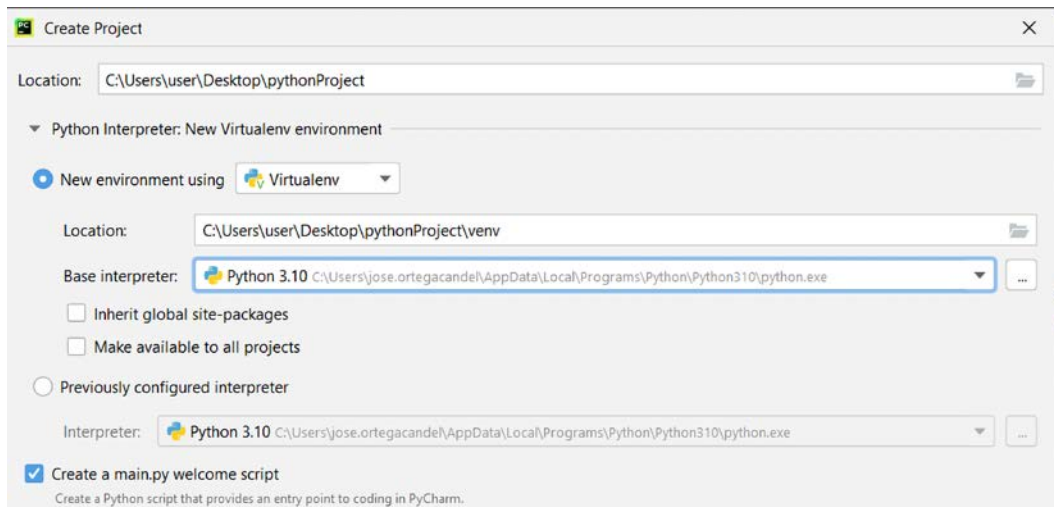 Create Project
Location: C:\Users\user\Desktop\pythonProject
Python Interpreter: New Virtualenv environment
New environment using Virtualenv
Location: C:\Users\user\Desktop\pythonProject\venv
Base interpreter: Python 3.10 C:\Users\jose.ortegacandel\AppData\Local\Programs\Python\Python310\python.exe ...
Inherit global site-packages
Make available to all projects
Previously configured interpreter
Interpreter: Python 3.10 C:\Users\jose.ortegacandel\AppData\Local\Programs\Python\Python310\python.exe ...
Create a main.py welcome script
Create a Python script that provides an entry point to coding in PyCharm.